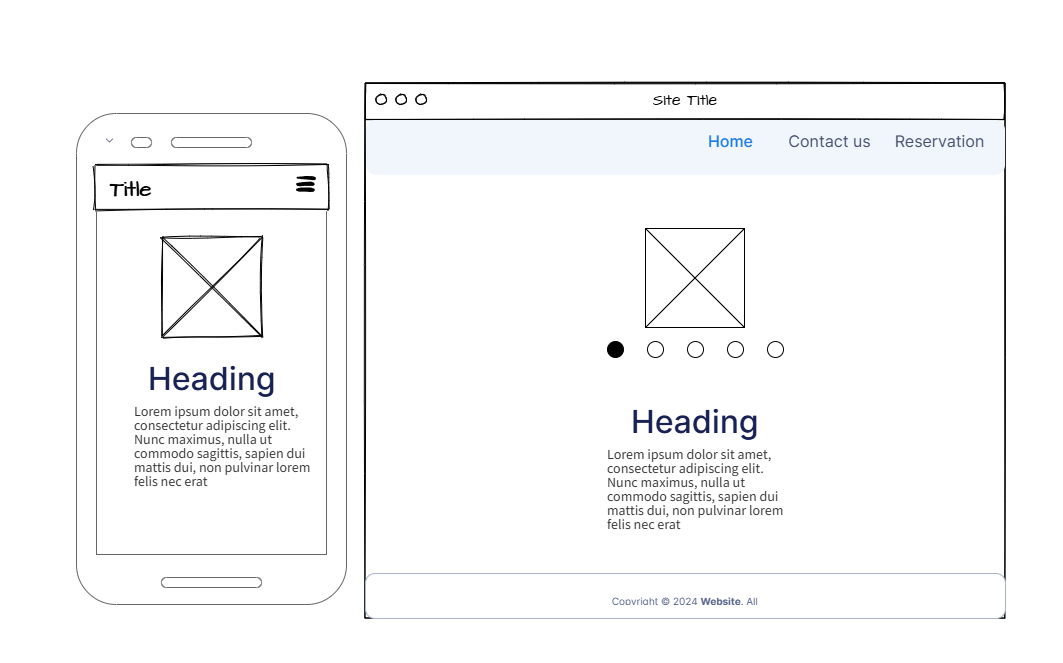 Title
Heading
Lorem ipsum dolor sit amet,
consectetur adipiscing elit.
Nunc maximus, nulla ut
commodo sagittis, sapien dui
mattis dui, non pulvinar lorem
felis nec erat
Site Title
Home Contact us Reservation
Heading
Lorem ipsum dolor sit amet,
consectetur adipiscing elit.
Nunc maximus, nulla ut
commodo sagittis, sapien dui
mattis dui, non pulvinar lorem
felis nec erat
Copyright © 2024 Website. All